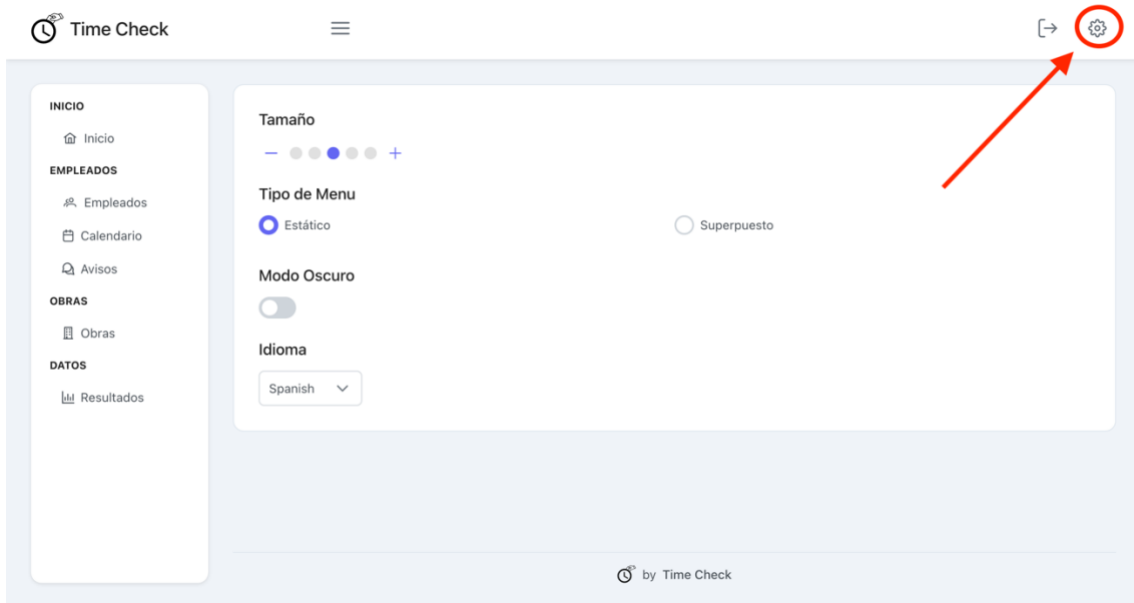 Time Check
INICIO
Inicio
EMPLEADOS
Empleados
Calendario
Avisos
OBRAS
Obras
DATOS
Resultados
Tamaño
Tipo de Menu
Estático Superpuesto
Modo Oscuro
Idioma
Spanish
by Time Check